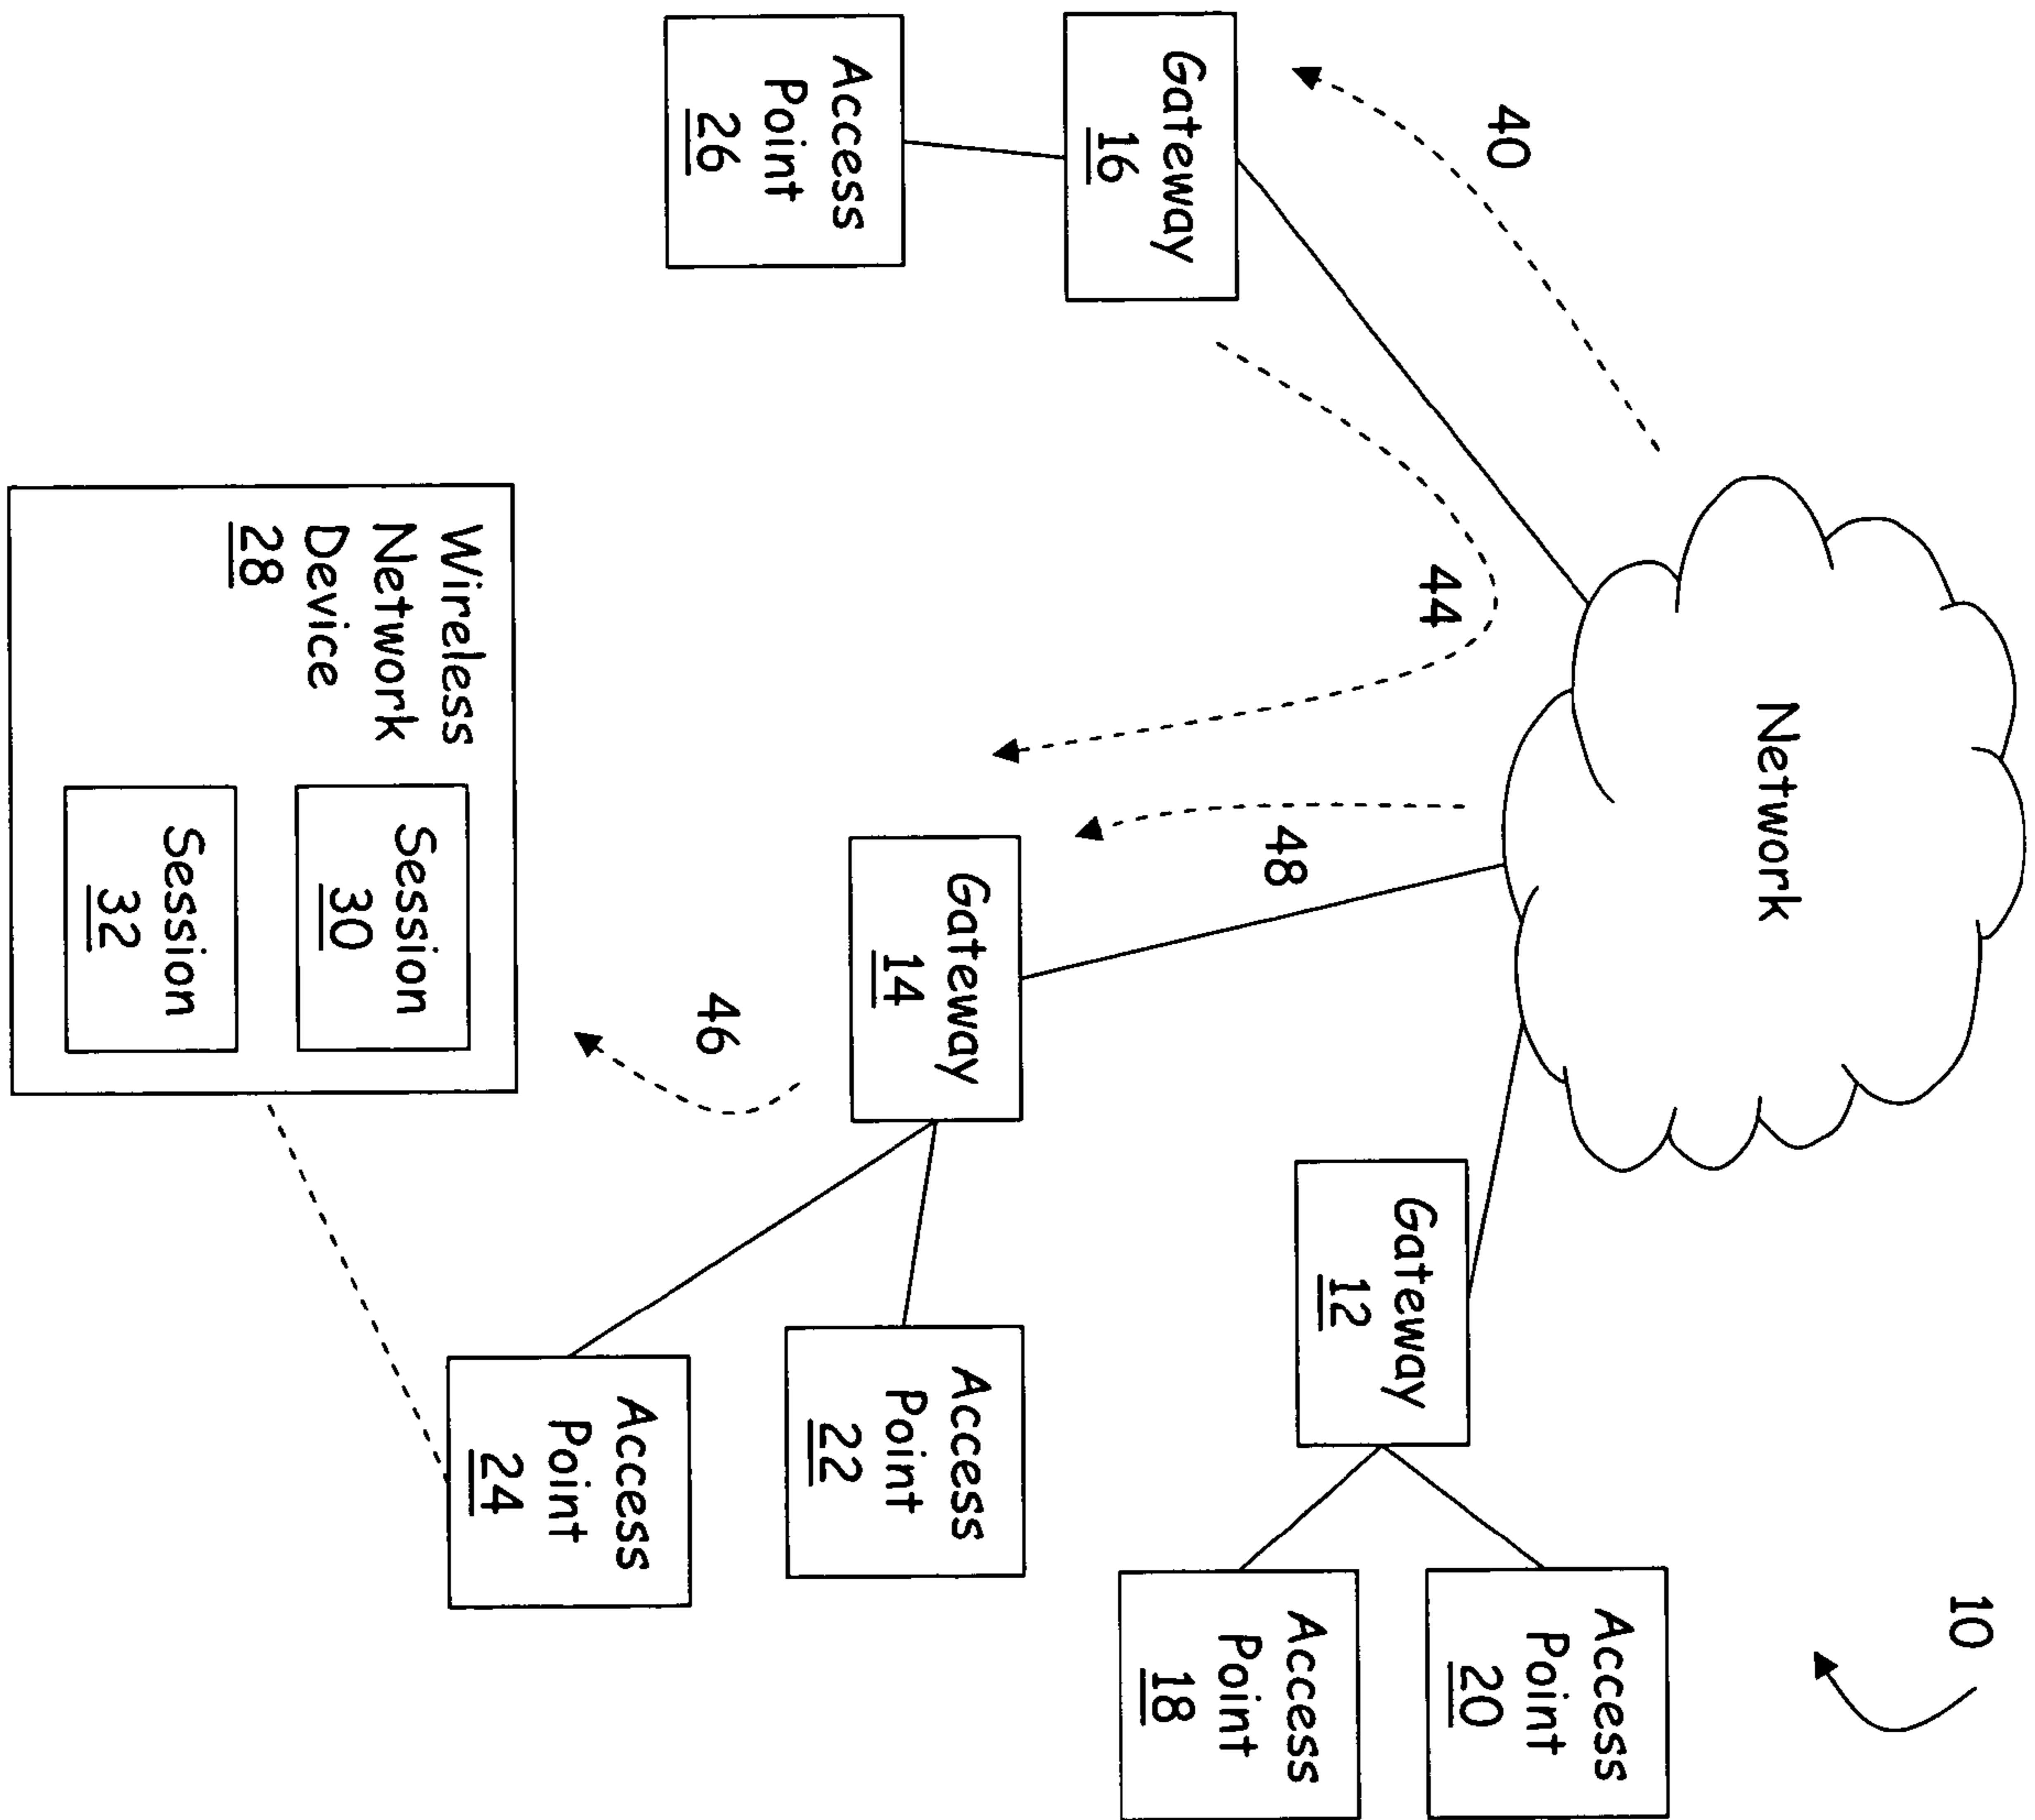 10
Network
40
44
48
46
Gateway
12
Access
Point
20
Access
Point
18
Gateway
14
Access
Point
22
Access
Point
24
Gateway
16
Access
Point
26
Wireless
Network
Device
28
Session
30
Session
32